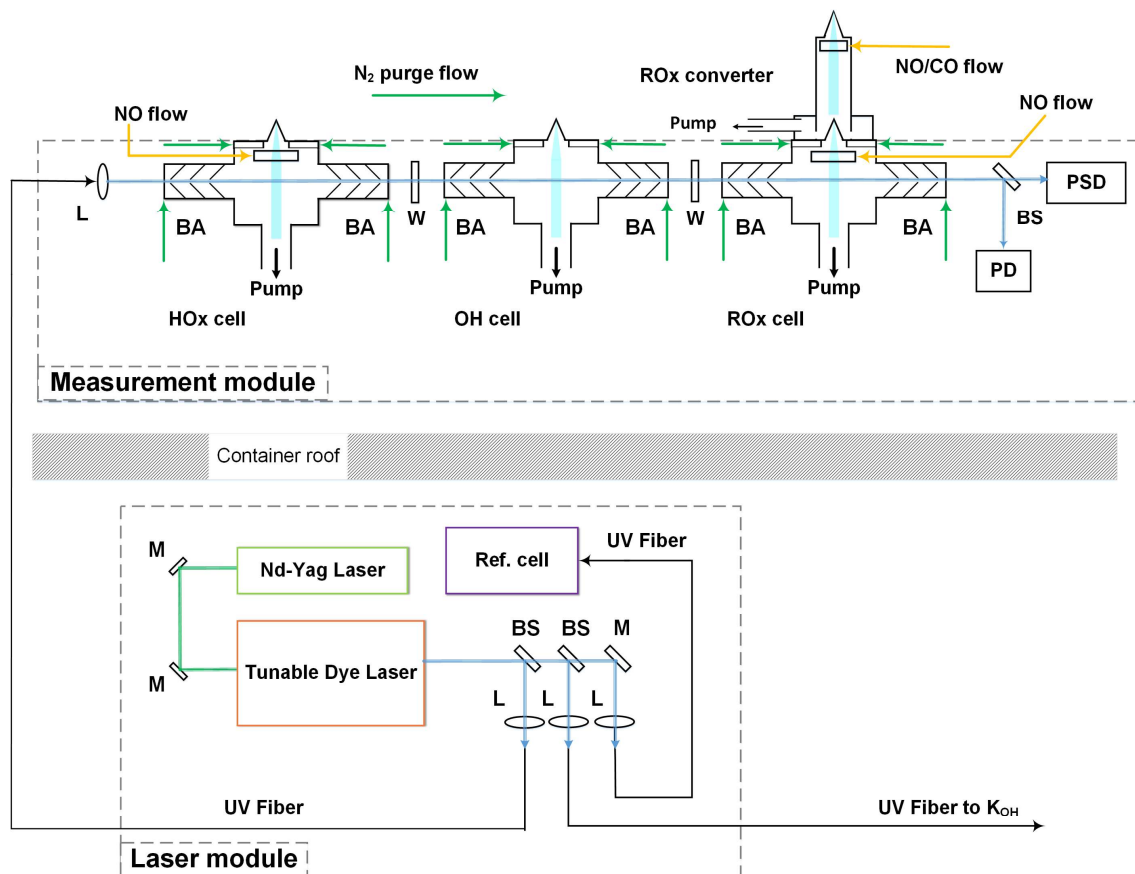 NO/CO flow
N₂ purge flow
ROx converter
NO flow
NO flow
Pump
PSD
L
BA
BA
W
BA
BA
W
BA
BA
BS
PD
Pump
Pump
Pump
HOx cell
OH cell
ROx cell
Measurement module
Container roof
M
Nd-Yag Laser
Ref. cell
UV Fiber
BS
BS
M
M
Tunable Dye Laser
L
L
L
UV Fiber
UV Fiber to K_OH
Laser module